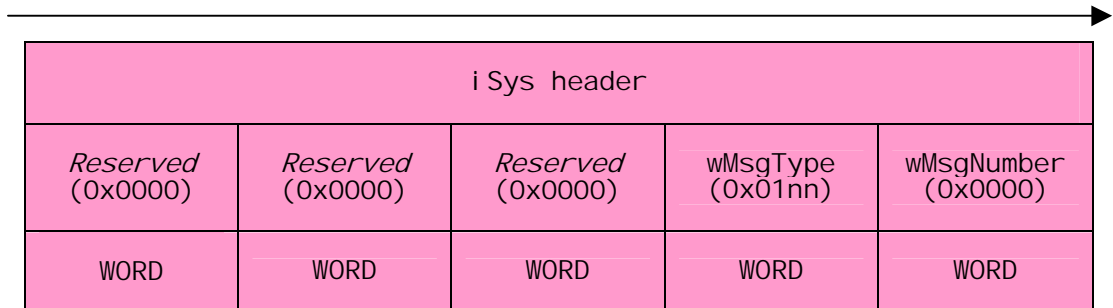 iSys header
Reserved Reserved Reserved wMsgType wMsgNumber
(0x0000) (0x0000) (0x0000) (0x01nn) (0x0000)
WORD WORD WORD WORD WORD